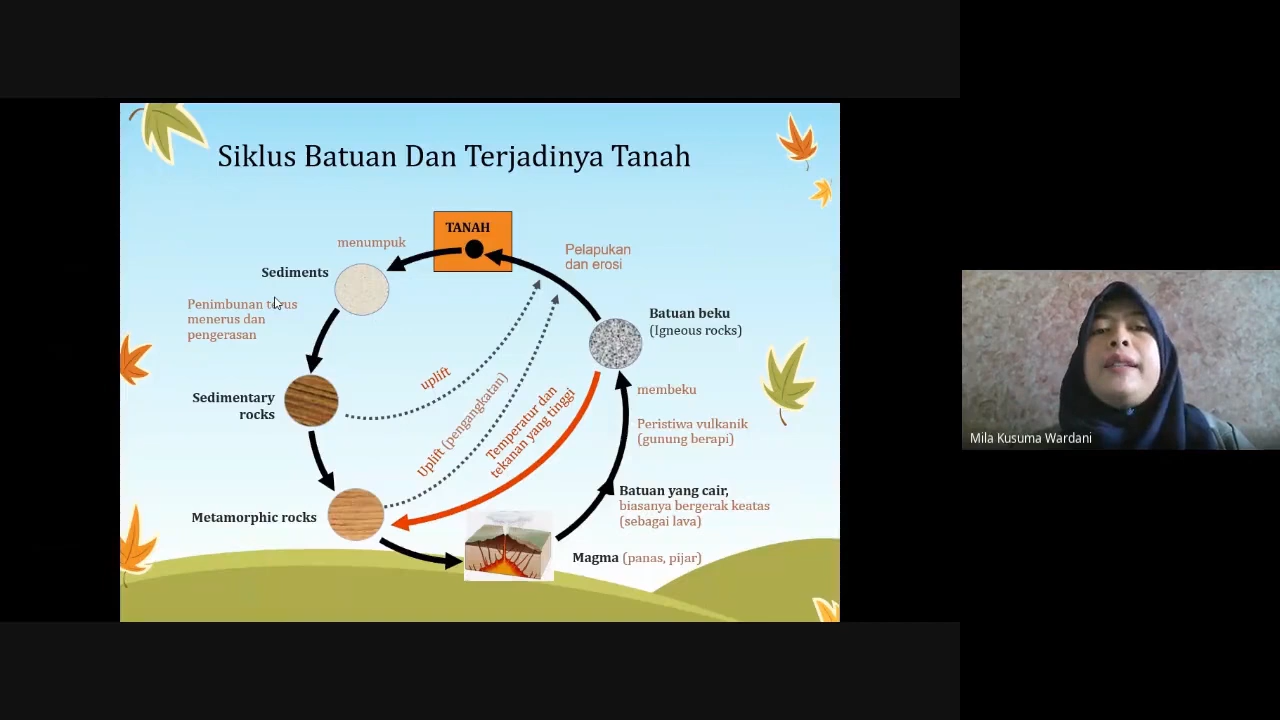 Siklus Batuan Dan Terjadinya Tanah
TANAH
menumpuk
Pelapukan
dan erosi
Sediments
Penimbunan terus
menerus dan
pengerasan
Batuan beku
(Igneous rocks)
uplift
Uplift (pengangkatan)
Temperatur dan
tekanan yang tinggi
membeku
Sedimentary
rocks
Peristiwa vulkanik
(gunung berapi)
Batuan yang cair,
biasanya bergerak keatas
(sebagai lava)
Metamorphic rocks
Magma (panas, pijar)
Mila Kusuma Wardani